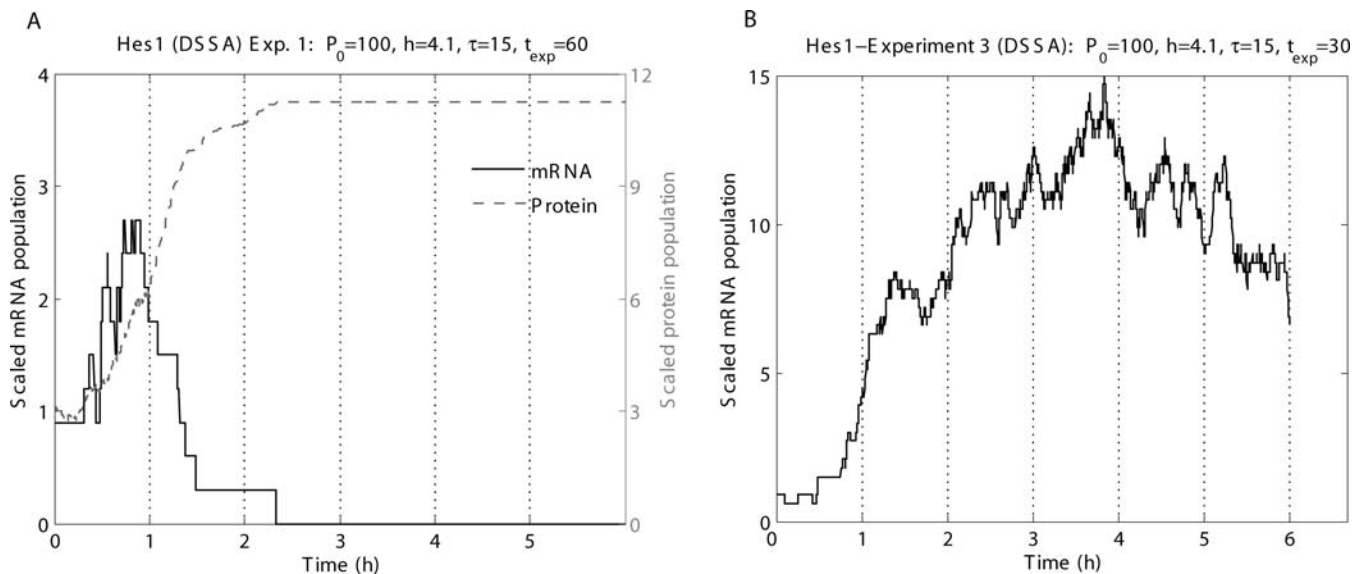 A
Hes1 (DSSA) Exp. 1: P0=100, h=4.1, τ=15, texp=60
4
3
2
1
0
Scaled mRNA population
12
9
6
3
0
Scaled protein population
mRNA
Protein
0 1 2 3 4 5
Time (h)
B
Hes1−Experiment 3 (DSSA): P0=100, h=4.1, τ=15, texp=30
15
10
5
0
Scaled mRNA population
0 1 2 3 4 5 6
Time (h)